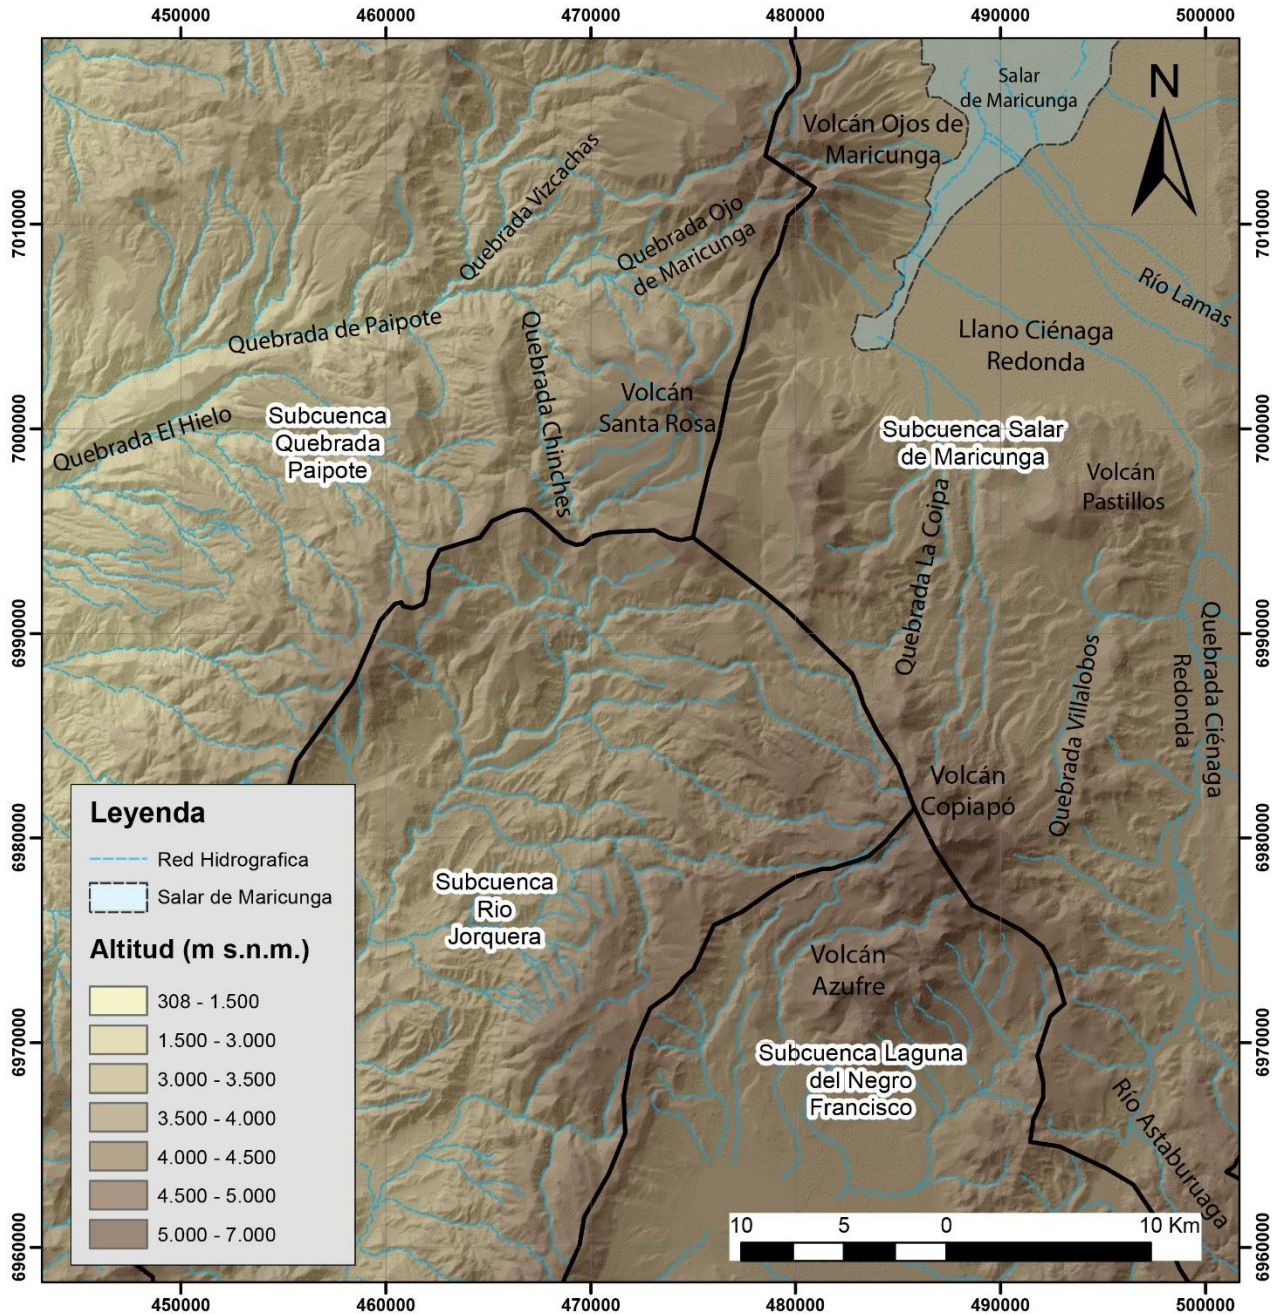 450000 460000 470000 480000 490000 500000
Salar
de Maricunga
N
Volcán Ojos de
Maricunga
Quebrada Vizcachas
Quebrada Ojo
de Maricunga
7010000
7010000
Río Lamas
Quebrada de Paipote
Llano Ciénaga
Redonda
Quebrada Chinches
Volcán
Santa Rosa
Quebrada El Hielo
Subcuenca
Quebrada
Paipote
7000000
7000000
Subcuenca Salar
de Maricunga
Volcán
Pastillos
Quebrada La Coipa
6990000
6990000
Quebrada Villalobos
Quebrada Ciénaga
Redonda
Volcán
Copiapó
6980000
6980000
Subcuenca
Rio
Jorquera
Volcán
Azufre
6970000
6970000
Subcuenca Laguna
del Negro
Francisco
Río Astaburuaga
6960000
6960000
Leyenda
Red Hidrografica
Salar de Maricunga
Altitud (m s.n.m.)
308 - 1.500
1.500 - 3.000
3.000 - 3.500
3.500 - 4.000
4.000 - 4.500
4.500 - 5.000
5.000 - 7.000
10 5 0 10 Km
450000 460000 470000 480000 490000 500000